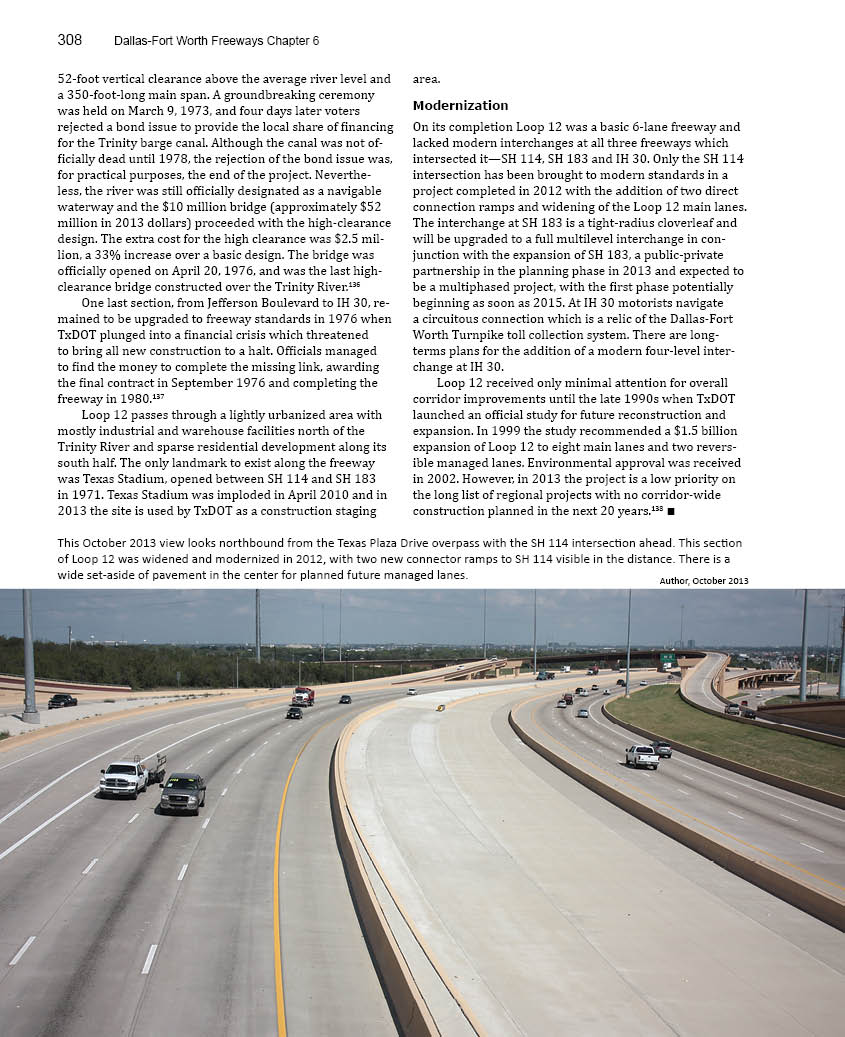 308 Dallas-Fort Worth Freeways Chapter 6
52-foot vertical clearance above the average river level and
a 350-foot-long main span. A groundbreaking ceremony
was held on March 9, 1973, and four days later voters
rejected a bond issue to provide the local share of financing
for the Trinity barge canal. Although the canal was not of-
ficially dead until 1978, the rejection of the bond issue was,
for practical purposes, the end of the project. Neverthe-
less, the river was still officially designated as a navigable
waterway and the $10 million bridge (approximately $52
million in 2013 dollars) proceeded with the high-clearance
design. The extra cost for the high clearance was $2.5 mil-
lion, a 33% increase over a basic design. The bridge was
officially opened on April 20, 1976, and was the last high-
clearance bridge constructed over the Trinity River.136
One last section, from Jefferson Boulevard to IH 30, re-
mained to be upgraded to freeway standards in 1976 when
TxDOT plunged into a financial crisis which threatened
to bring all new construction to a halt. Officials managed
to find the money to complete the missing link, awarding
the final contract in September 1976 and completing the
freeway in 1980.137
Loop 12 passes through a lightly urbanized area with
mostly industrial and warehouse facilities north of the
Trinity River and sparse residential development along its
south half. The only landmark to exist along the freeway
was Texas Stadium, opened between SH 114 and SH 183
in 1971. Texas Stadium was imploded in April 2010 and in
2013 the site is used by TxDOT as a construction staging
area.
Modernization
On its completion Loop 12 was a basic 6-lane freeway and
lacked modern interchanges at all three freeways which
intersected it—SH 114, SH 183 and IH 30. Only the SH 114
intersection has been brought to modern standards in a
project completed in 2012 with the addition of two direct
connection ramps and widening of the Loop 12 main lanes.
The interchange at SH 183 is a tight-radius cloverleaf and
will be upgraded to a full multilevel interchange in con-
junction with the expansion of SH 183, a public-private
partnership in the planning phase in 2013 and expected to
be a multiphased project, with the first phase potentially
beginning as soon as 2015. At IH 30 motorists navigate
a circuitous connection which is a relic of the Dallas-Fort
Worth Turnpike toll collection system. There are long-
terms plans for the addition of a modern four-level inter-
change at IH 30.
Loop 12 received only minimal attention for overall
corridor improvements until the late 1990s when TxDOT
launched an official study for future reconstruction and
expansion. In 1999 the study recommended a $1.5 billion
expansion of Loop 12 to eight main lanes and two revers-
ible managed lanes. Environmental approval was received
in 2002. However, in 2013 the project is a low priority on
the long list of regional projects with no corridor-wide
construction planned in the next 20 years.138 ■
This October 2013 view looks northbound from the Texas Plaza Drive overpass with the SH 114 intersection ahead. This section
of Loop 12 was widened and modernized in 2012, with two new connector ramps to SH 114 visible in the distance. There is a
wide set-aside of pavement in the center for planned future managed lanes.
Author, October 2013